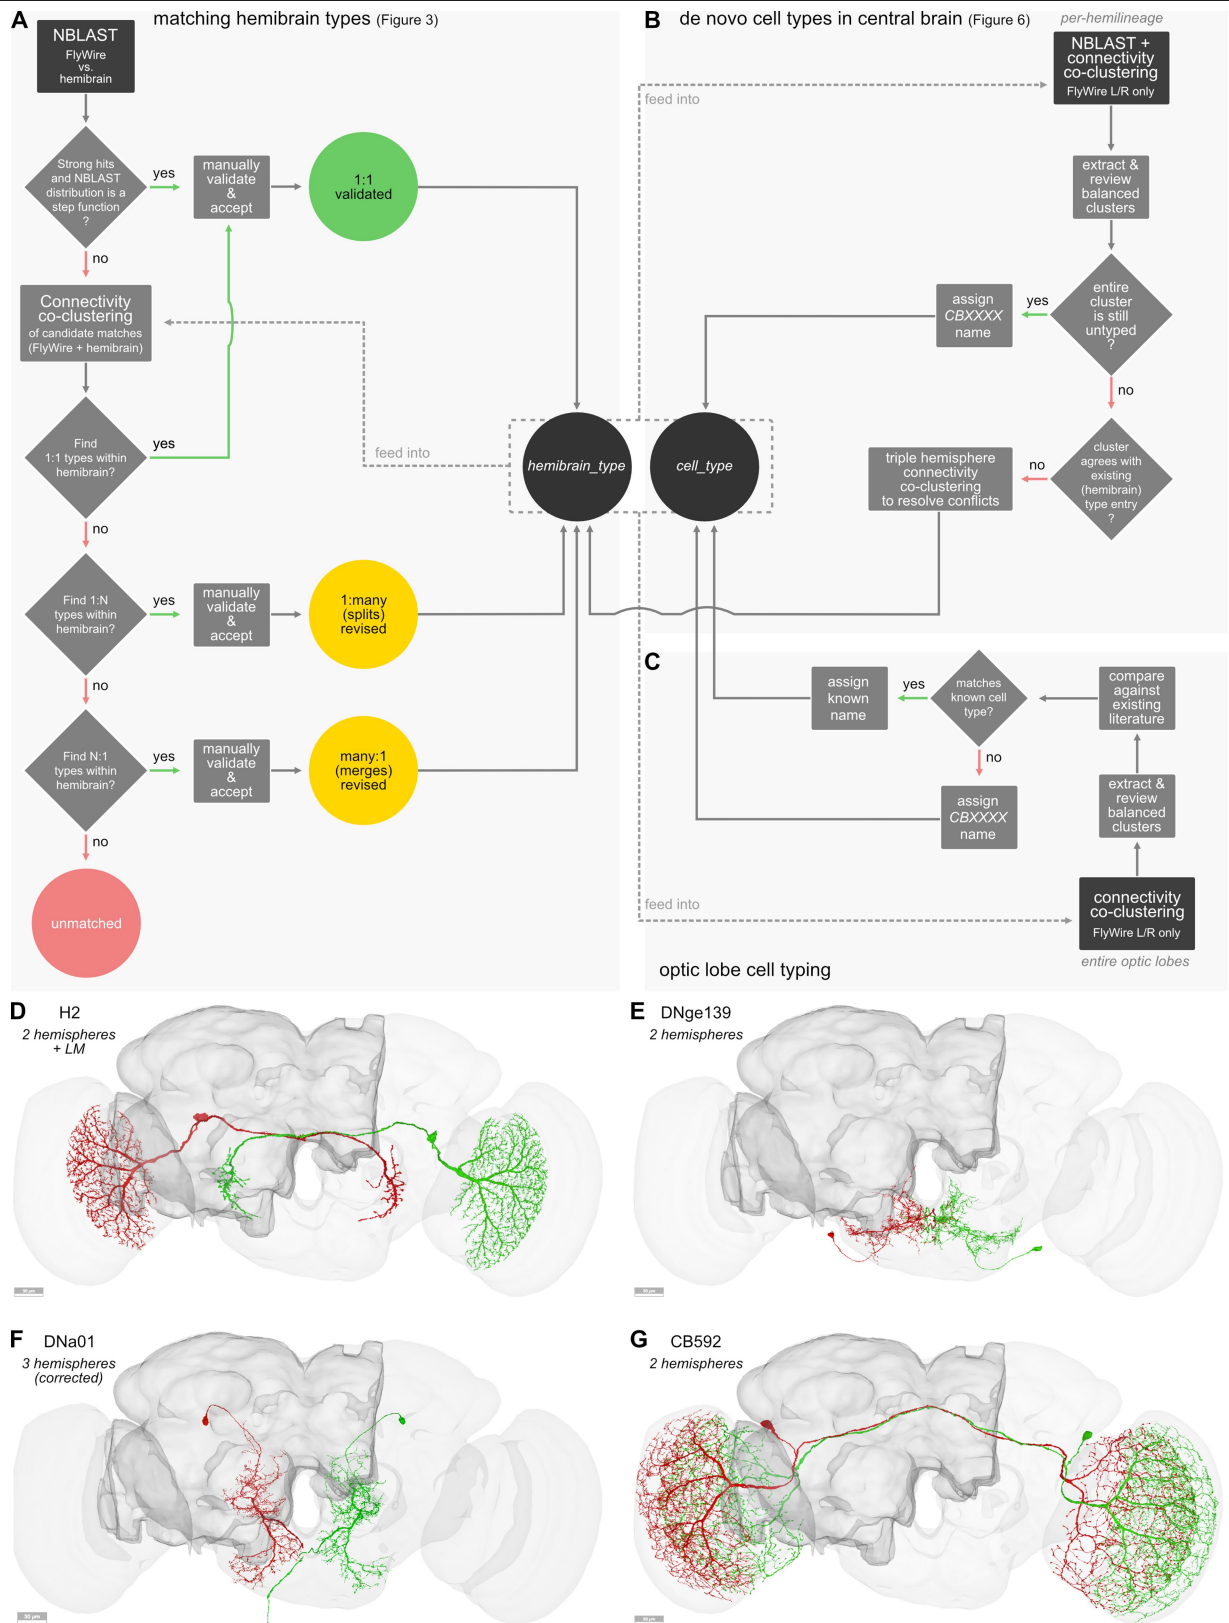 A
matching hemibrain types (Figure 3)
NBLAST
FlyWire
vs.
hemibrain
Strong hits
and NBLAST
distribution is a
step function
?
yes
manually
validate
&
accept
1:1
validated
no
Connectivity
co-clustering
of candidate matches
(FlyWire + hemibrain)
feed into
Find
1:1 types within
hemibrain?
yes
no
Find 1:N
types within
hemibrain?
yes
manually
validate
&
accept
1:many
(splits)
revised
no
Find N:1
types within
hemibrain?
yes
manually
validate
&
accept
many:1
(merges)
revised
no
unmatched
hemibrain_type
cell_type
B
de novo cell types in central brain (Figure 6)
per-hemilineage
NBLAST +
connectivity
co-clustering
FlyWire L/R only
feed into
extract &
review
balanced
clusters
entire
cluster
is still
untyped
?
yes
assign
CBXXXX
name
no
cluster
agrees with
existing
(hemibrain)
type entry
?
no
triple hemisphere
connectivity
co-clustering
to resolve conflicts
C
compare
against
existing
literature
matches
known cell
type?
yes
assign
known
name
no
assign
CBXXXX
name
extract &
review
balanced
clusters
connectivity
co-clustering
FlyWire L/R only
entire optic lobes
feed into
optic lobe cell typing
D
H2
2 hemispheres
+ LM
30 µm
E
DNge139
2 hemispheres
30 µm
F
DNa01
3 hemispheres
(corrected)
30 µm
G
CB592
2 hemispheres
30 µm